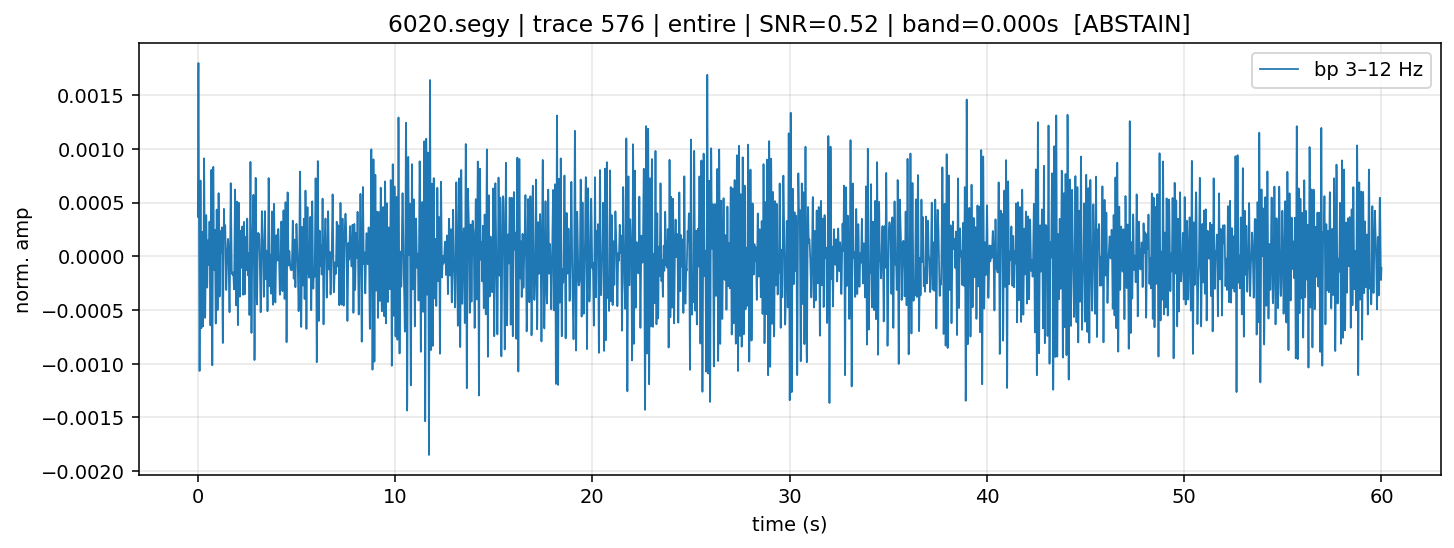 6020.segy | trace 576 | entire | SNR=0.52 | band=0.000s  [ABSTAIN]
bp 3–12 Hz
norm. amp
0.0015
0.0010
0.0005
0.0000
−0.0005
−0.0010
−0.0015
−0.0020
0 10 20 30 40 50 60
time (s)